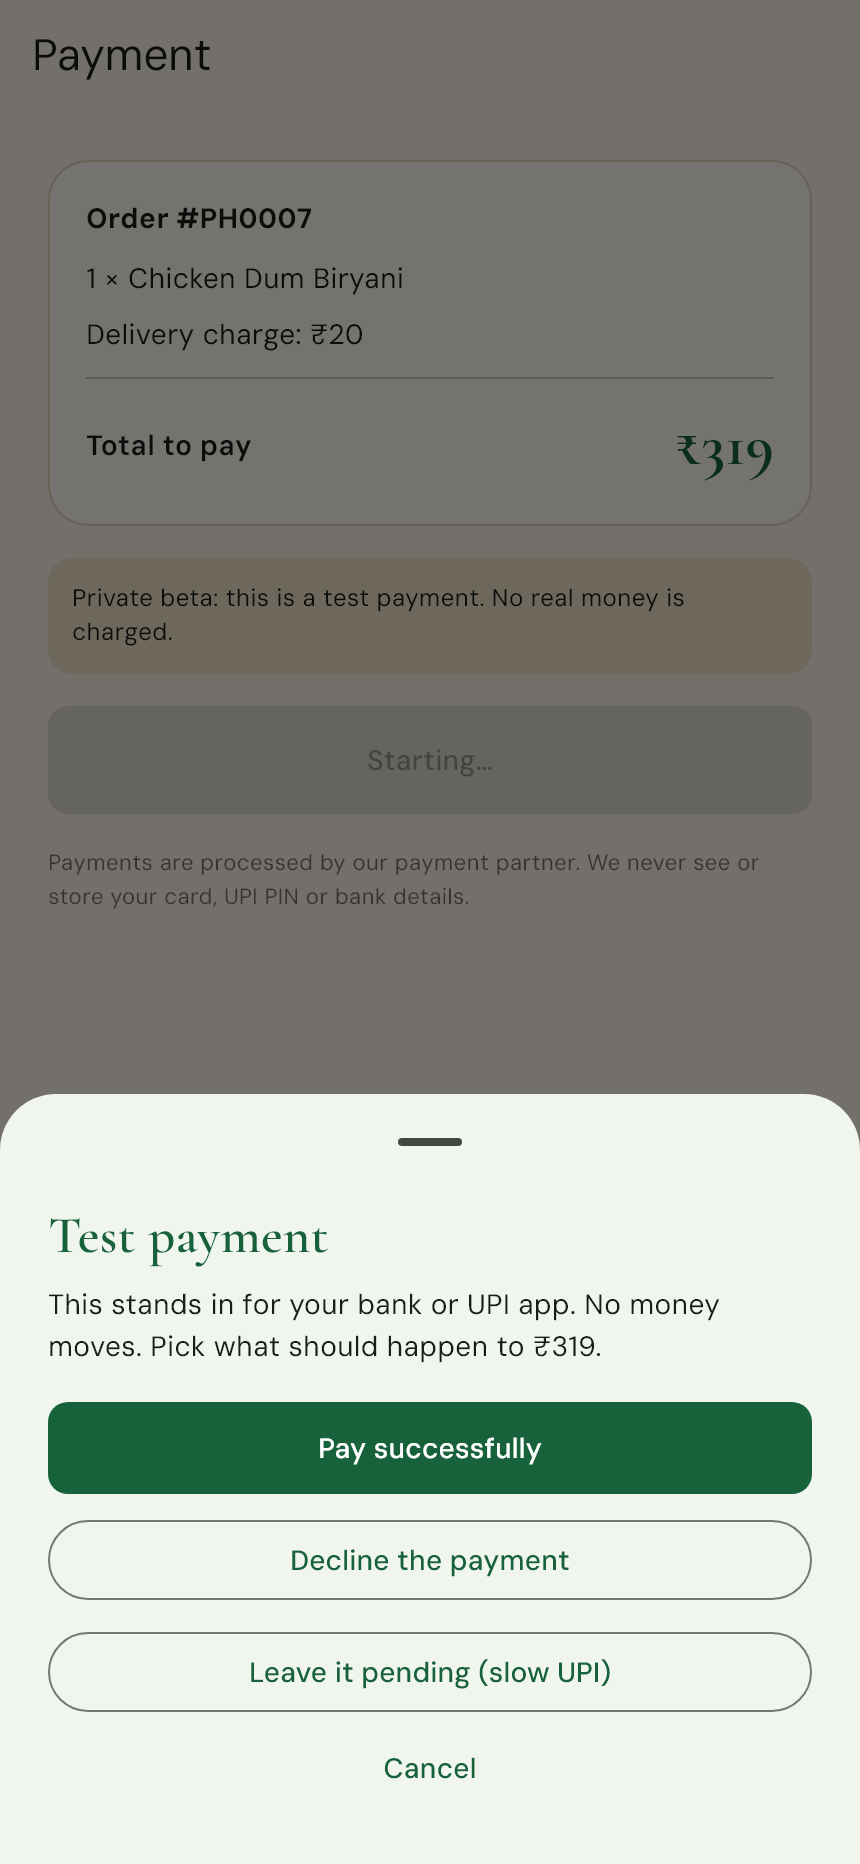 Payment
Order #PH0007
1 × Chicken Dum Biryani
Delivery charge: ₹20
Total to pay ₹319
Private beta: this is a test payment. No real money is
charged.
Starting…
Payments are processed by our payment partner. We never see or
store your card, UPI PIN or bank details.
Test payment
This stands in for your bank or UPI app. No money
moves. Pick what should happen to ₹319.
Pay successfully
Decline the payment
Leave it pending (slow UPI)
Cancel